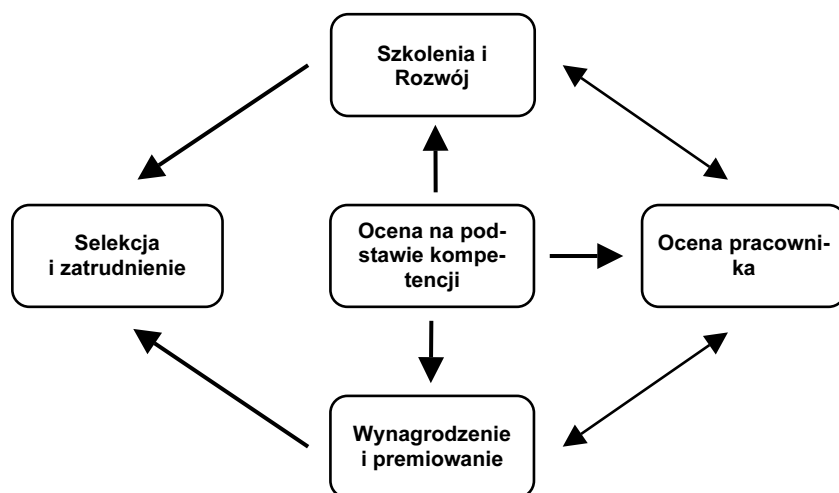 Szkolenia i
Rozwój
Selekcja
i zatrudnienie
Ocena na pod-
stawie kompe-
tencji
Ocena pracowni-
ka
Wynagrodzenie
i premiowanie